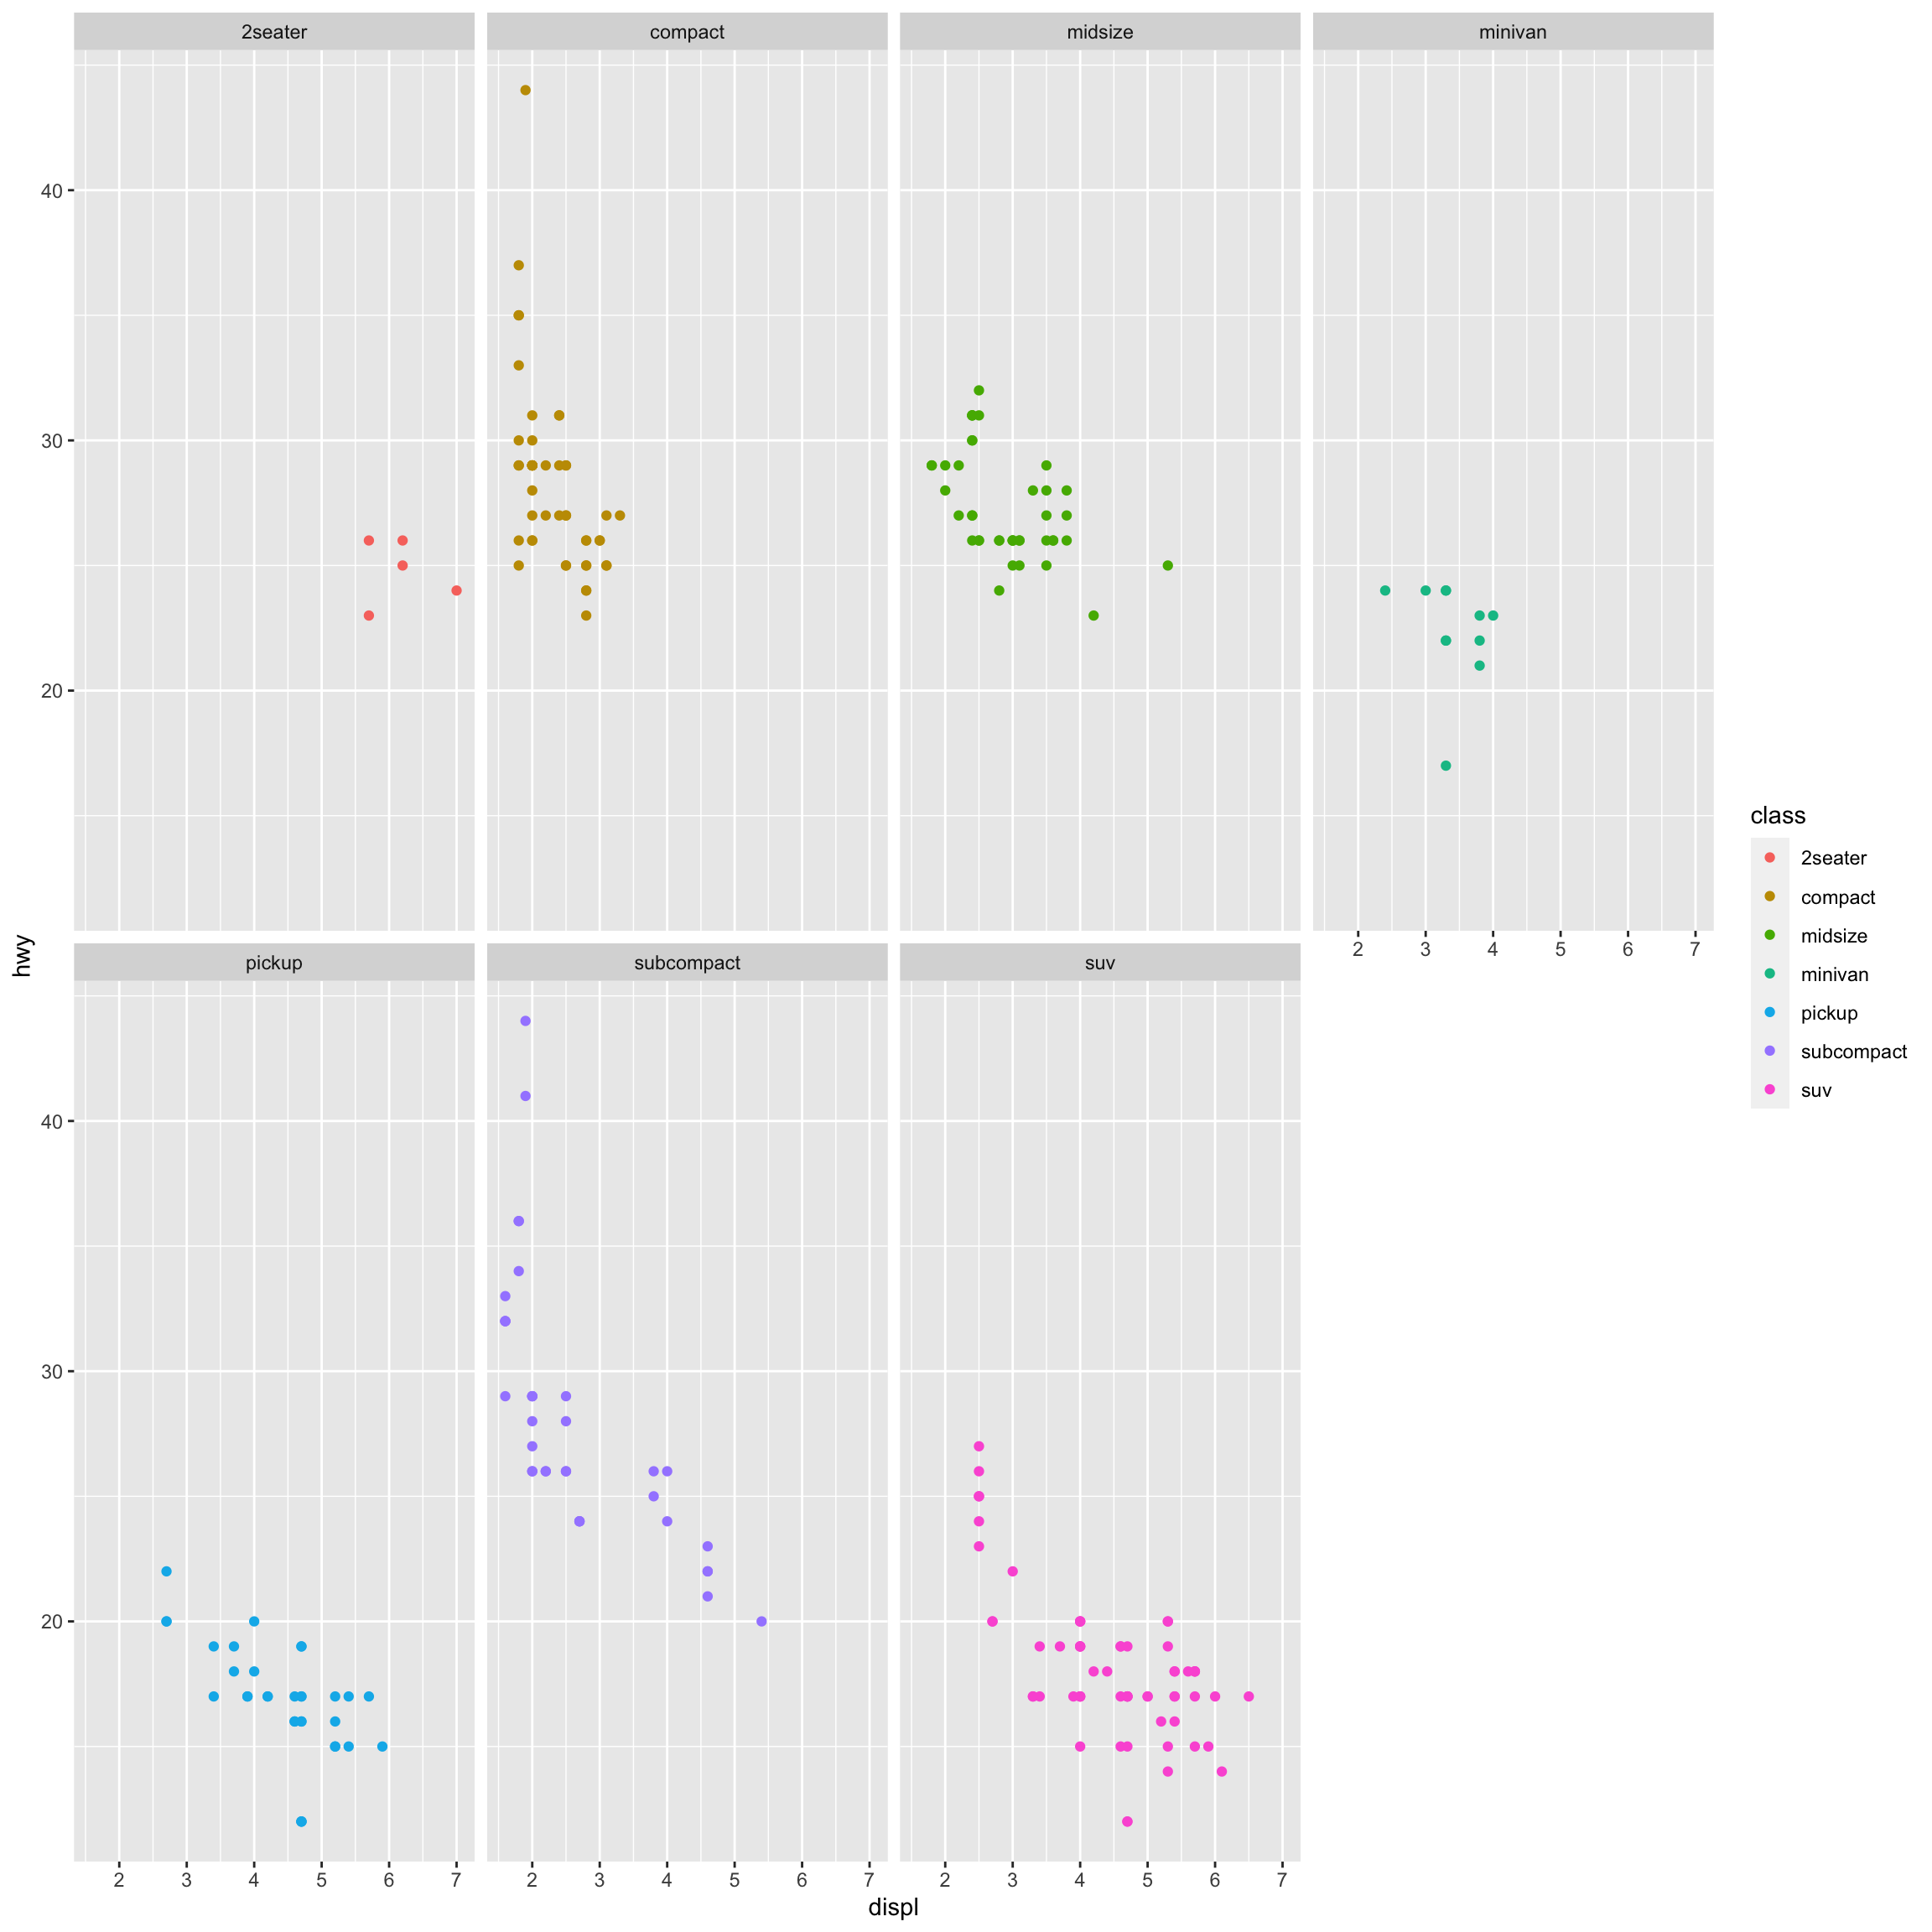 2seater
compact
midsize
minivan
40
30
20
2 3 4 5 6 7
hwy
pickup
subcompact
suv
40
30
20
2 3 4 5 6 7
2 3 4 5 6 7
2 3 4 5 6 7
displ
class
2seater
compact
midsize
minivan
pickup
subcompact
suv